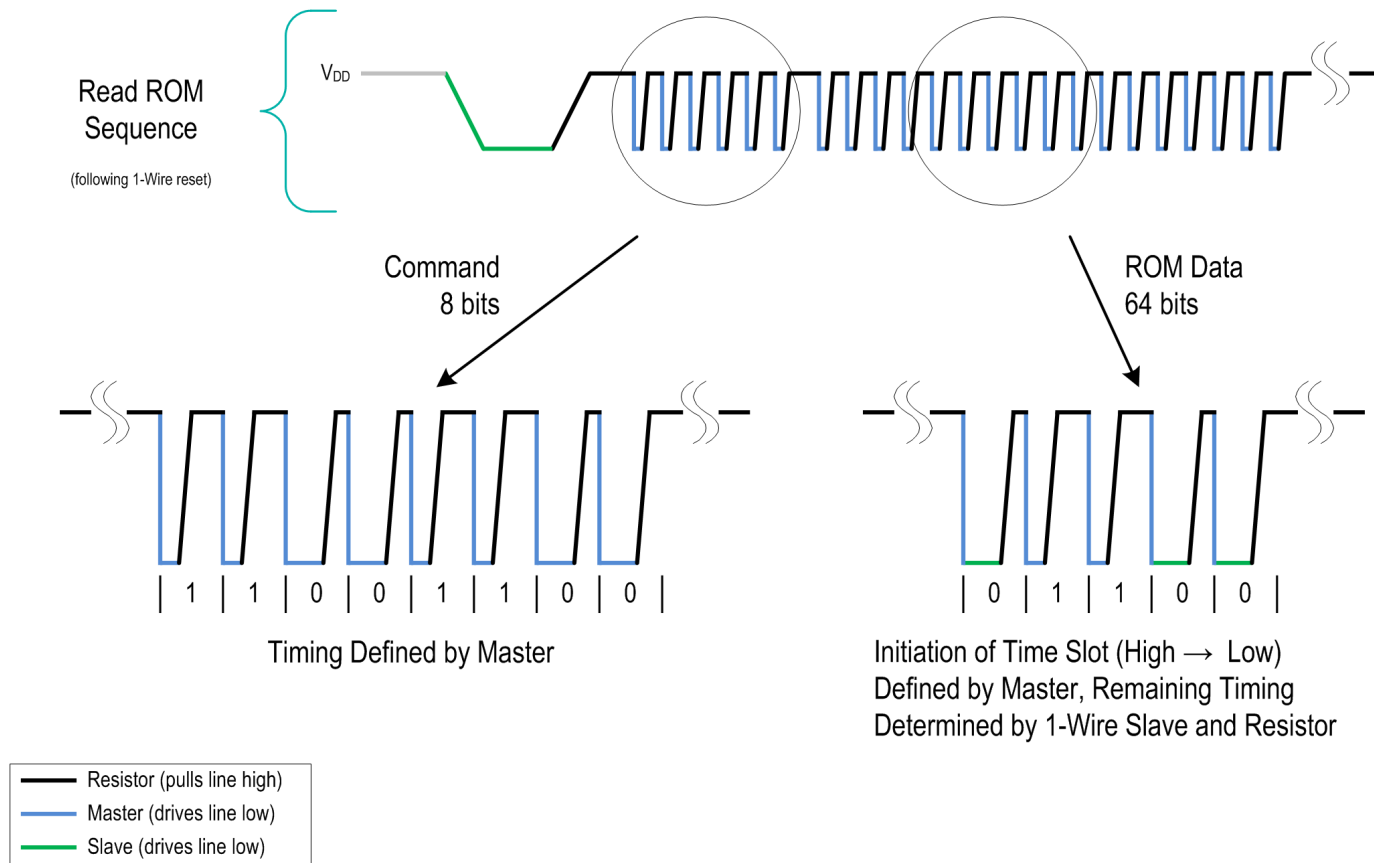 Read ROM
Sequence
(following 1-Wire reset)
VDD
Command
8 bits
ROM Data
64 bits
| 1 | 1 | 0 | 0 | 1 | 1 | 0 | 0 |
| 0 | 1 | 1 | 0 | 0 |
Timing Defined by Master
Initiation of Time Slot (High → Low)
Defined by Master, Remaining Timing
Determined by 1-Wire Slave and Resistor
Resistor (pulls line high)
Master (drives line low)
Slave (drives line low)